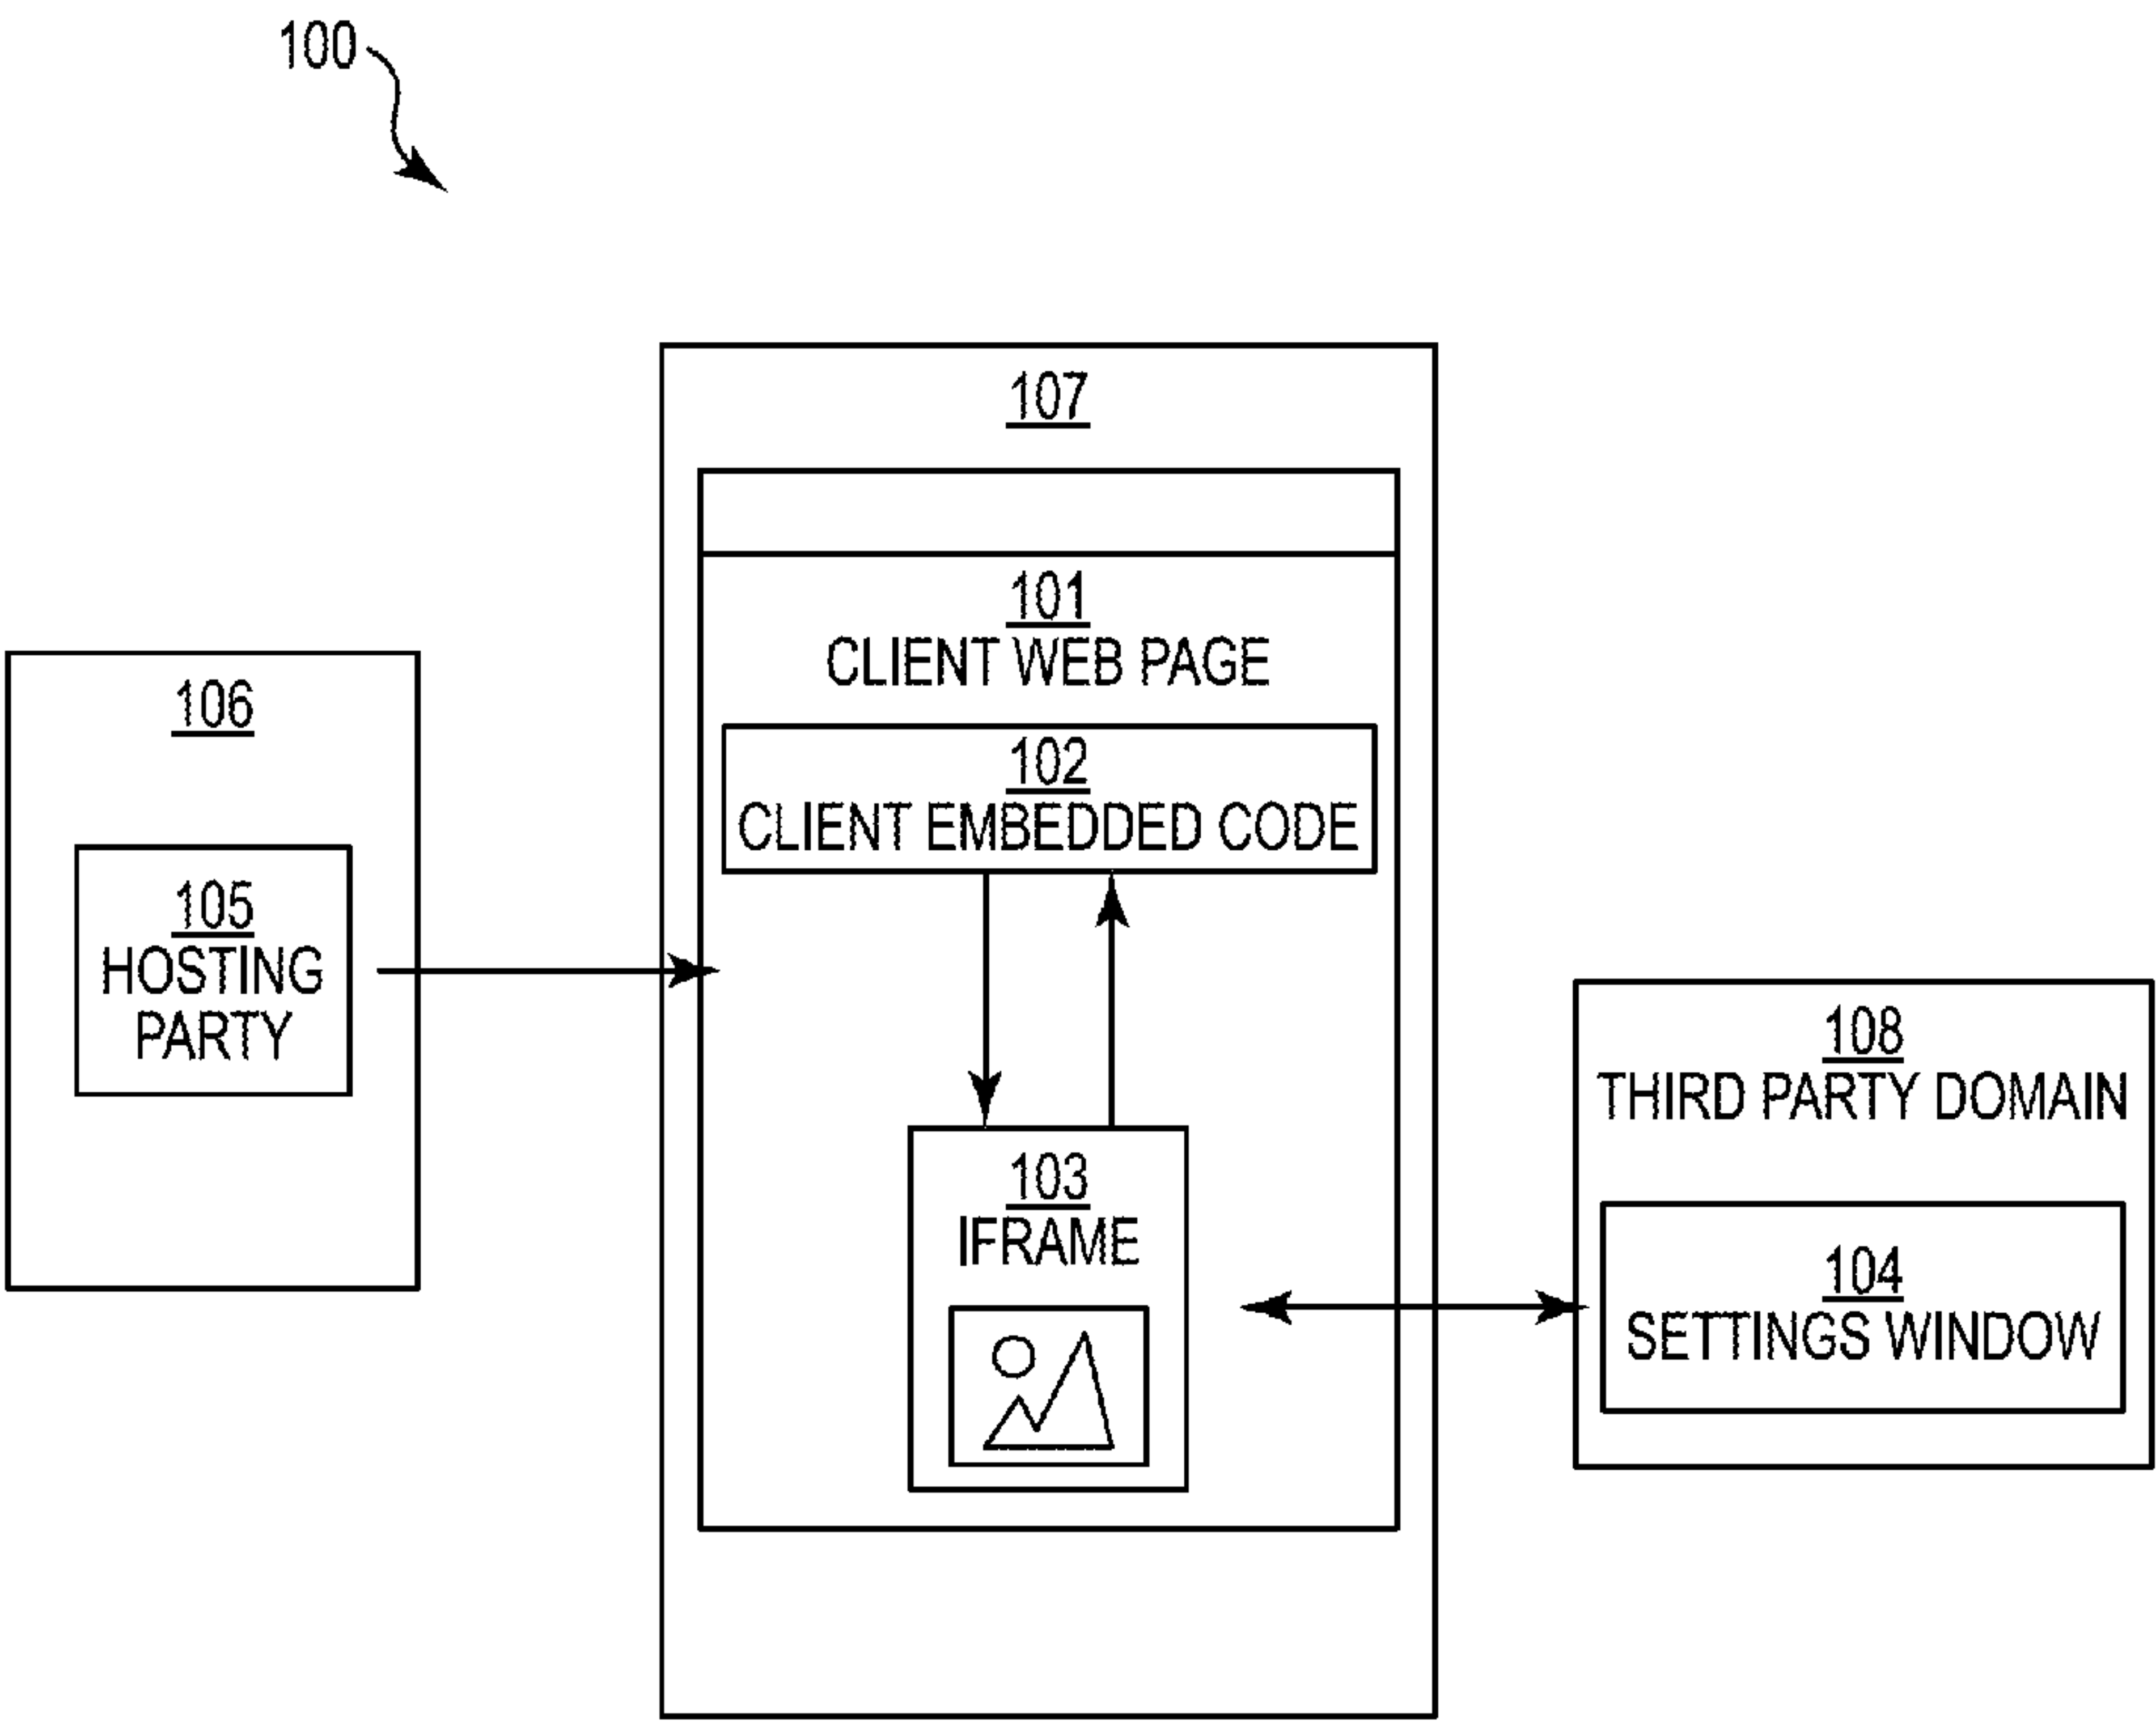 100
107
101
CLIENT WEB PAGE
102
CLIENT EMBEDDED CODE
106
105
HOSTING
PARTY
103
IFRAME
108
THIRD PARTY DOMAIN
104
SETTINGS WINDOW